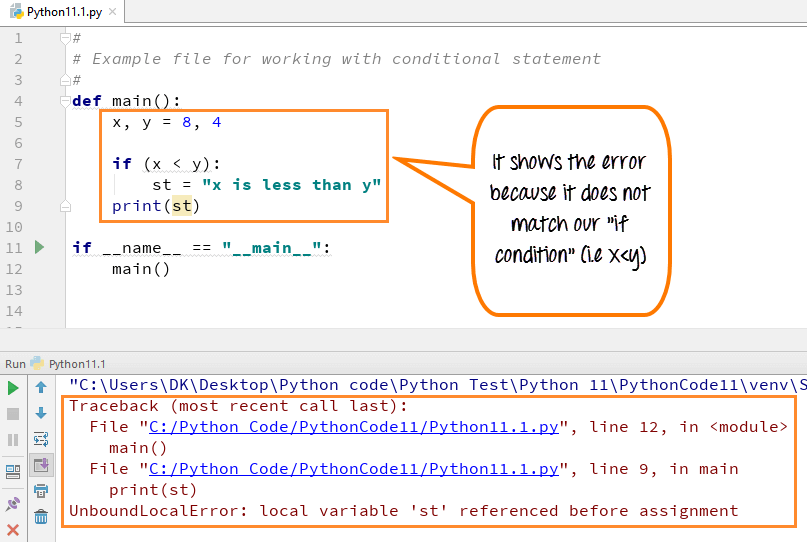 Python11.1.py
1 #
2 # Example file for working with conditional statement
3 #
4 def main():
5 x, y = 8, 4
6
7 if (x < y):
8 st = "x is less than y"
9 print(st)
10
11 if __name__ == "__main__":
12 main()
13
14
It shows the error
because it does not
match our "if
condition" (i.e X<y)
Run Python11.1
"C:\Users\DK\Desktop\Python code\Python Test\Python 11\PythonCode11\venv\S
Traceback (most recent call last):
File "C:/Python Code/PythonCode11/Python11.1.py", line 12, in <module>
main()
File "C:/Python Code/PythonCode11/Python11.1.py", line 9, in main
print(st)
UnboundLocalError: local variable 'st' referenced before assignment